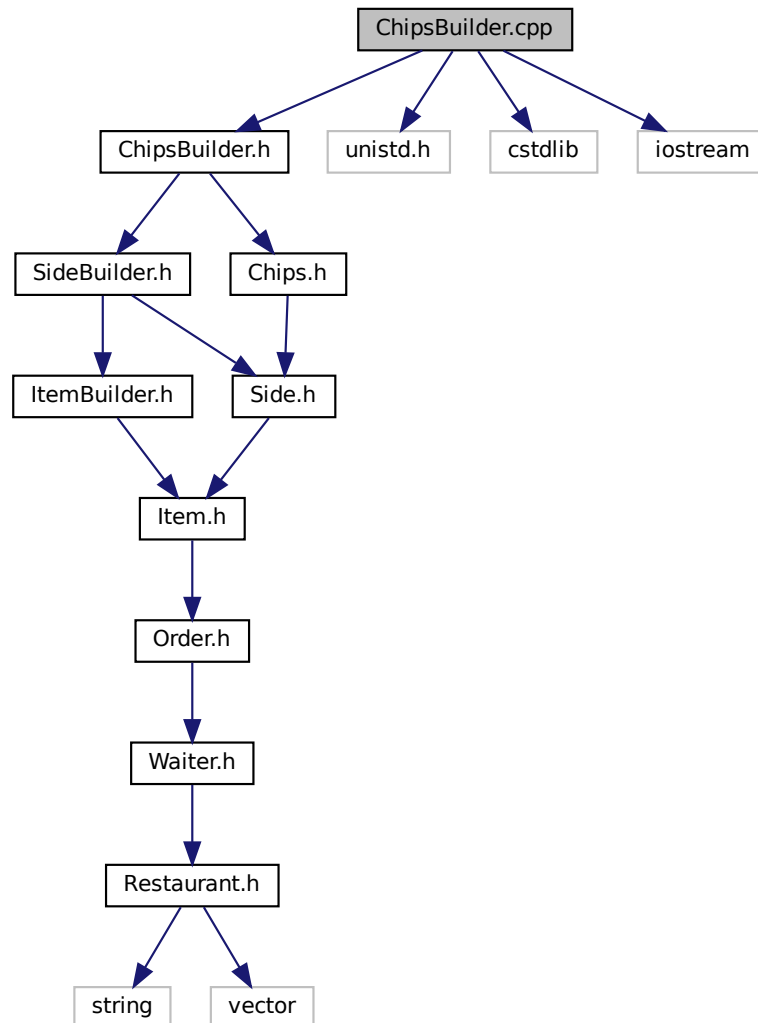 ChipsBuilder.cpp
ChipsBuilder.h
unistd.h
cstdlib
iostream
SideBuilder.h
Chips.h
ItemBuilder.h
Side.h
Item.h
Order.h
Waiter.h
Restaurant.h
string
vector